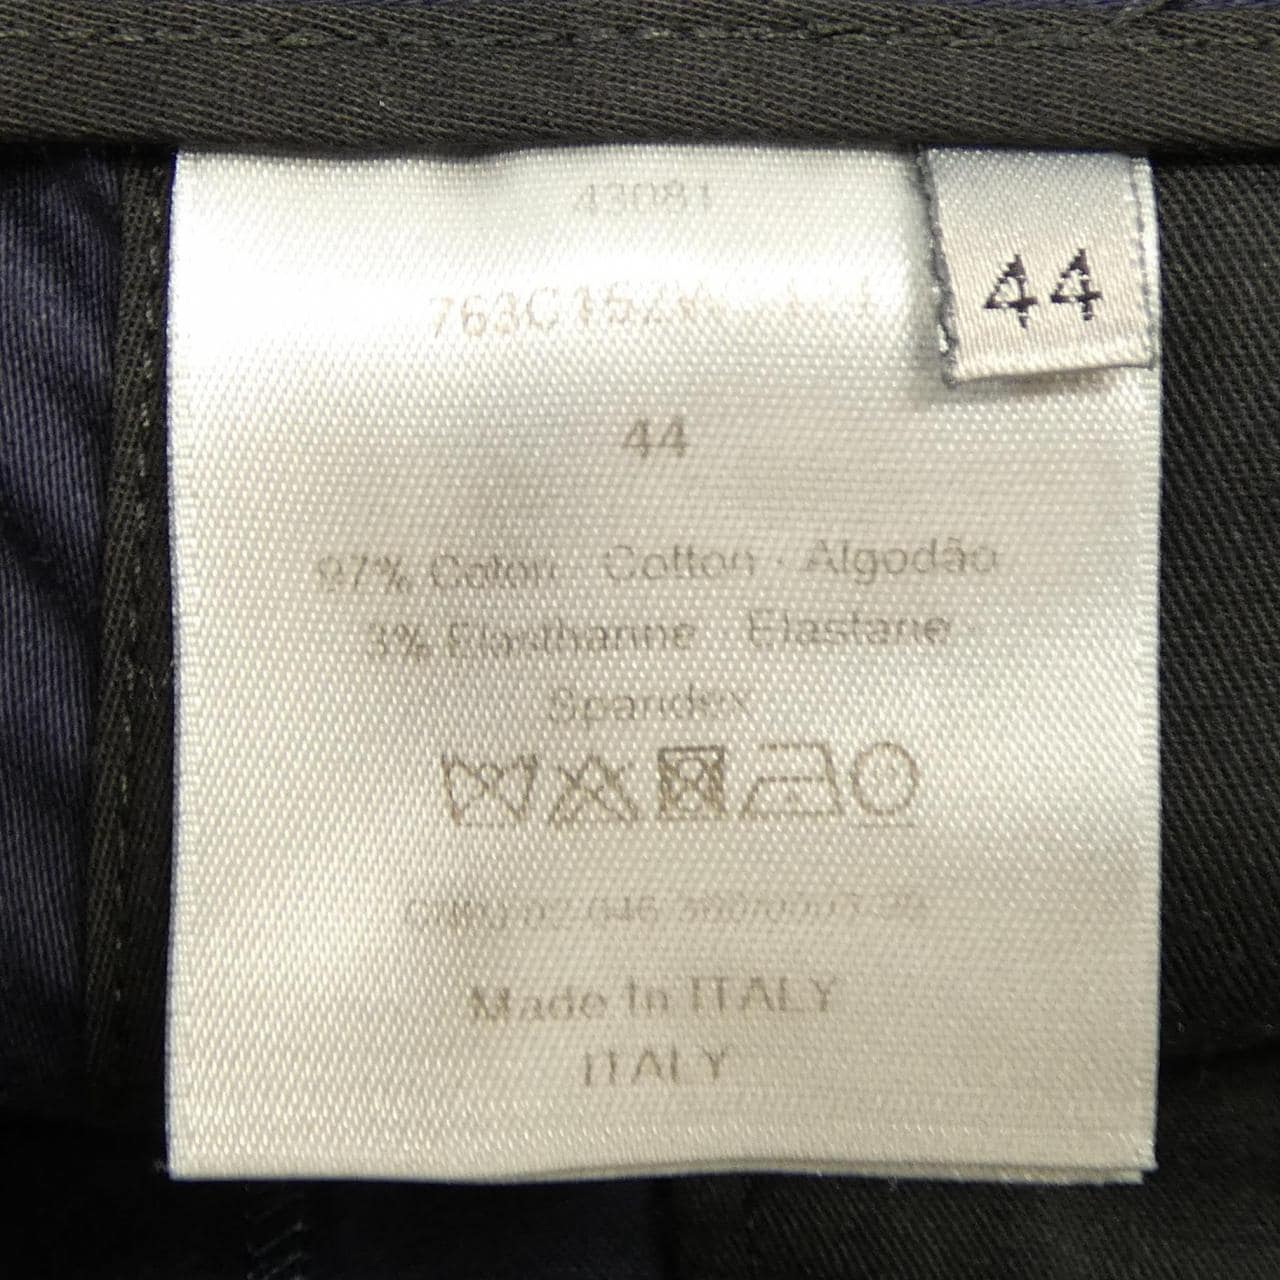 43081
44
44
97% Coton · Cotton · Algodão
3% Elasthanne · Elastane
Spandex
Made In ITALY
ITALY